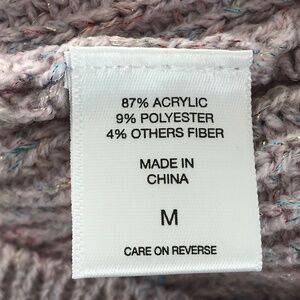 87% ACRYLIC
9% POLYESTER
4% OTHERS FIBER
MADE IN
CHINA
M
CARE ON REVERSE